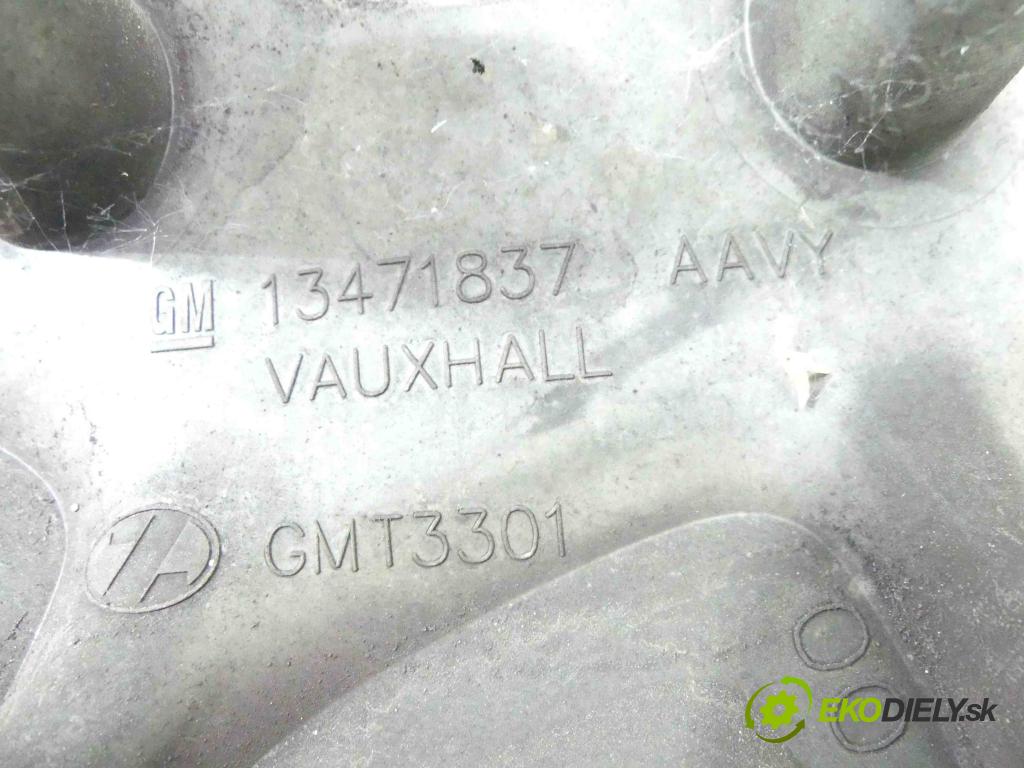 GM 13471837 AAVY
VAUXHALL
GMT3301
EKODIELY.sk